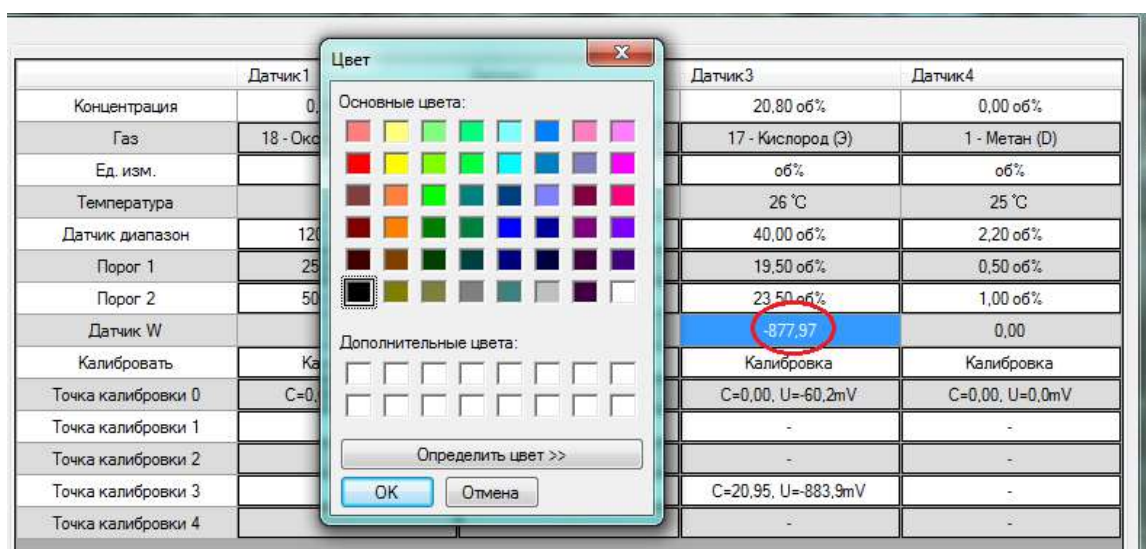 Цвет
Датчик1 Датчик3 Датчик4
Основные цвета:
Концентрация 0, 20,80 об% 0,00 об%
Газ 18 - Окс 17 - Кислород (Э) 1 - Метан (D)
Ед. изм. об% об%
Температура 26 °C 25 °C
Датчик диапазон 120 40,00 об% 2,20 об%
Порог 1 25 19,50 об% 0,50 об%
Порог 2 50 23,50 об% 1,00 об%
Датчик W -877,97 0,00
Дополнительные цвета:
Калибровать Ка Калибровка Калибровка
Точка калибровки 0 C=0, C=0,00, U=-60,2mV C=0,00, U=0,0mV
Точка калибровки 1 - -
Определить цвет >>
Точка калибровки 2 - -
Точка калибровки 3 C=20,95, U=-883,9mV -
OK Отмена
Точка калибровки 4 - -